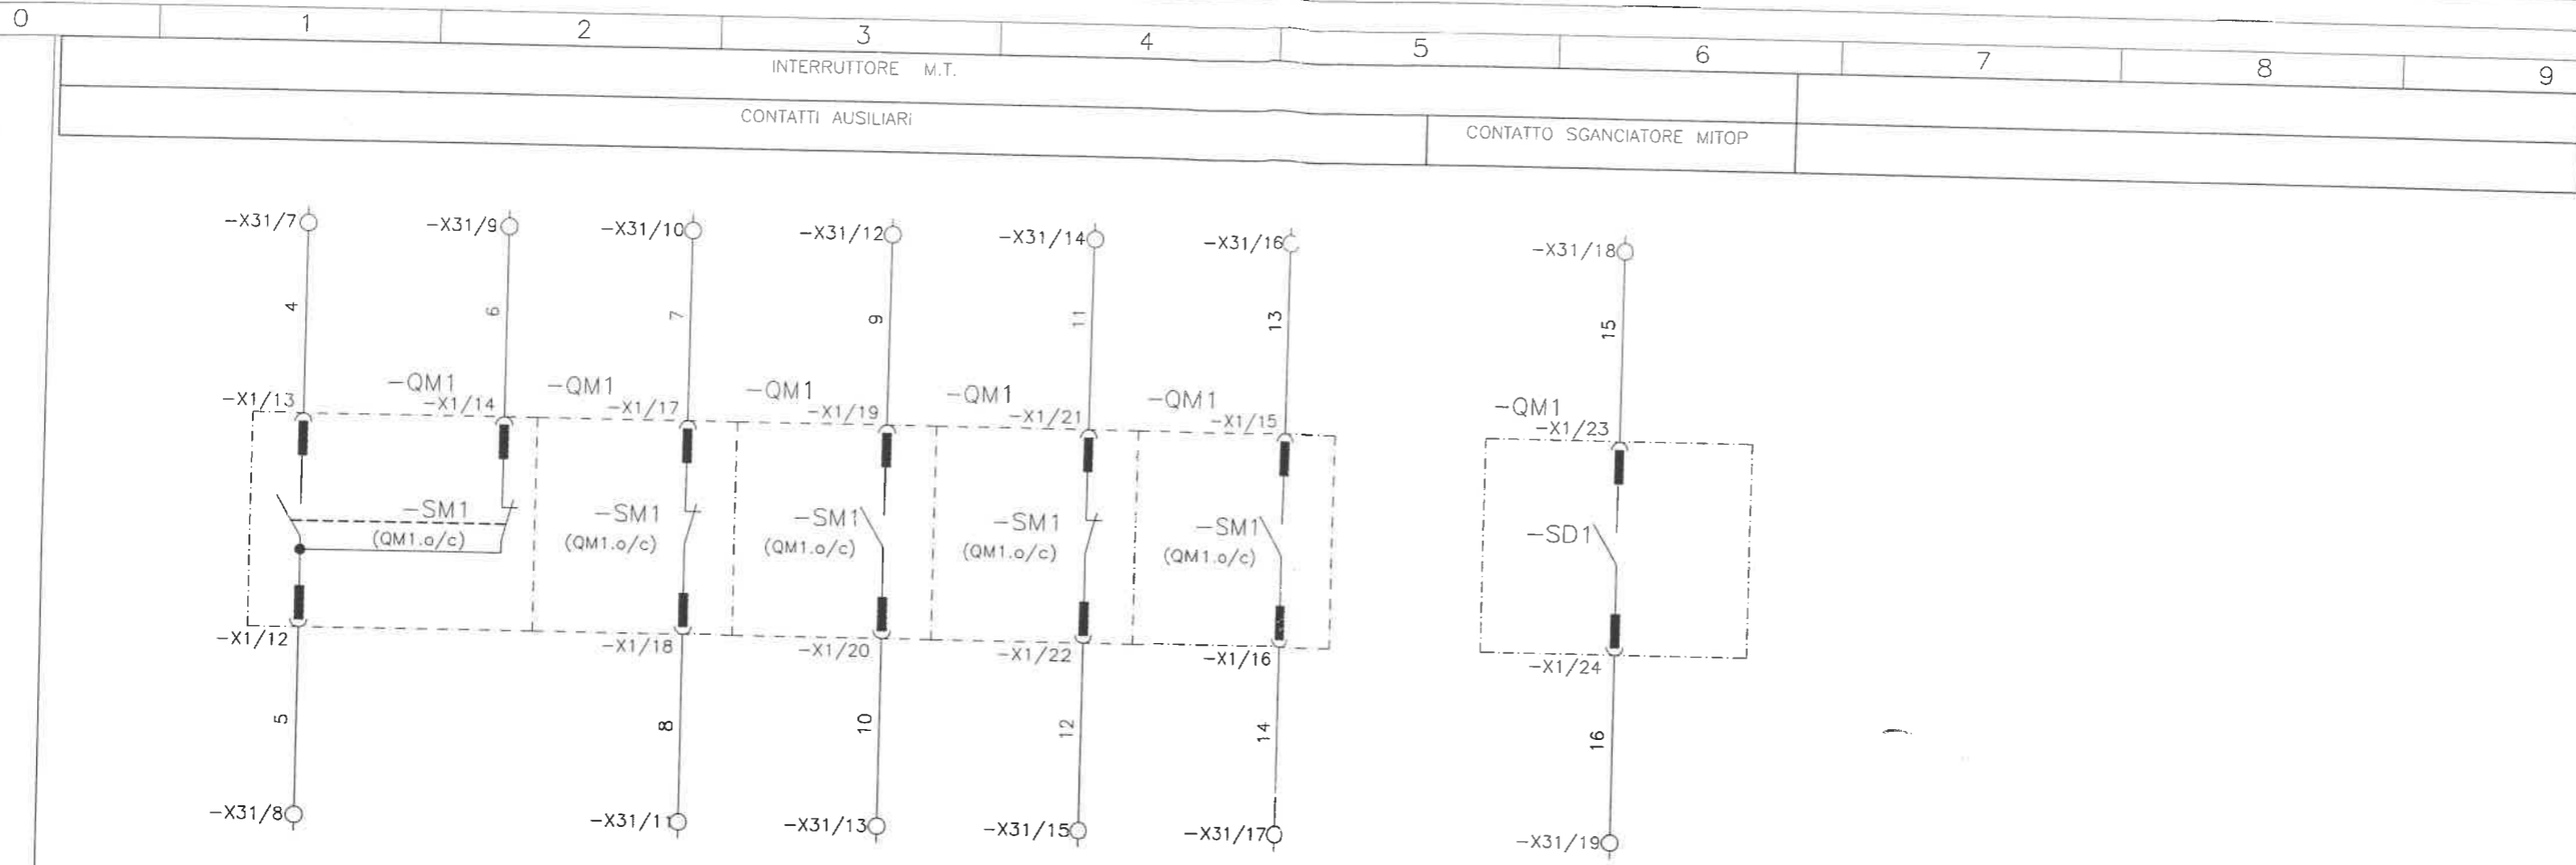 0 1 2 3 4 5 6 7 8 9
INTERRUTTORE M.T.
CONTATTI AUSILIARI
CONTATTO SGANCIATORE MITOP
-X31/7 -X31/9 -X31/10 -X31/12 -X31/14 -X31/16 -X31/18
4 6 7 9 11 13 15
-QM1 -QM1 -QM1 -QM1 -QM1 -QM1
-X1/13 -X1/14 -X1/17 -X1/19 -X1/21 -X1/15 -X1/23
-SM1 -SM1 -SM1 -SM1 -SM1 -SD1
(QM1.o/c) (QM1.o/c) (QM1.o/c) (QM1.o/c) (QM1.o/c)
-X1/12 -X1/18 -X1/20 -X1/22 -X1/16 -X1/24
5 8 10 12 14 16
-X31/8 -X31/11 -X31/13 -X31/15 -X31/17 -X31/19